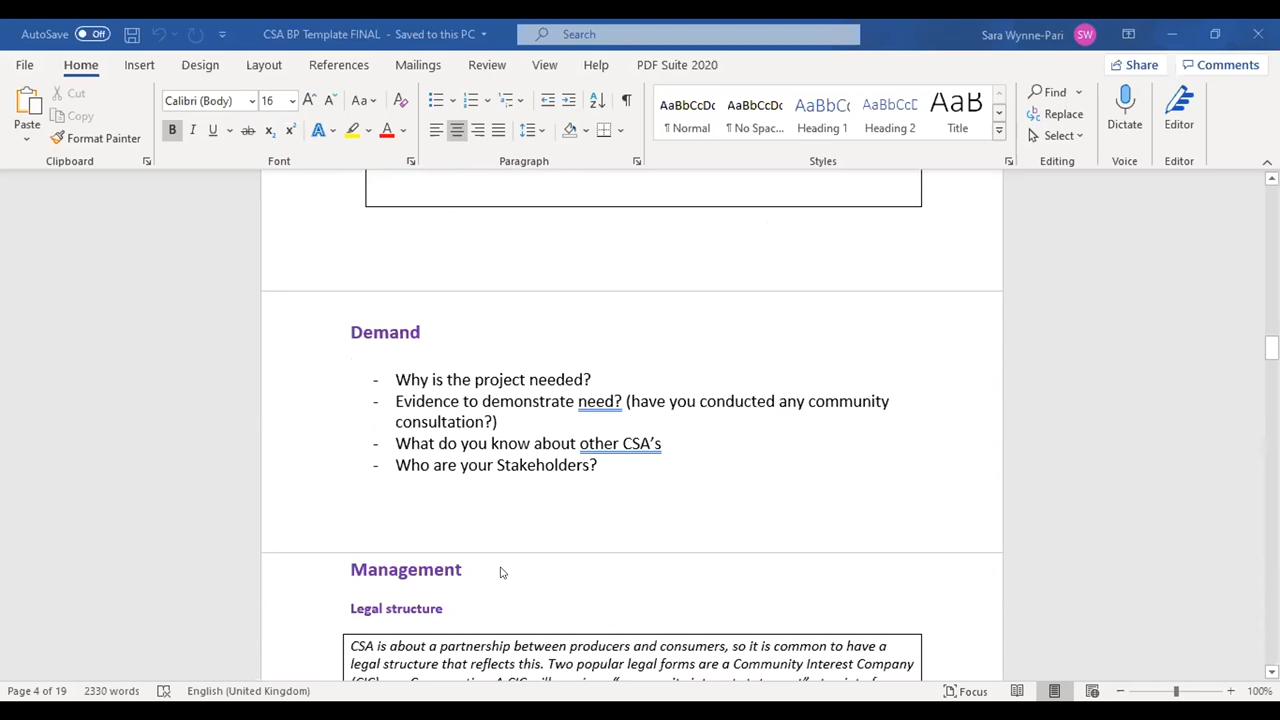 AutoSave Off CSA BP Template FINAL - Saved to this PC Search Sara Wynne-Pari SW
File Home Insert Design Layout References Mailings Review View Help PDF Suite 2020 Share Comments
Paste Cut Copy Format Painter
Calibri (Body) 16 A A Aa
B I U ab x₂ x² A A
AaBbCcDc AaBbCcDc AaBbCc AaBbCcD AaB
¶ Normal ¶ No Spac... Heading 1 Heading 2 Title
Find Replace Select
Dictate Editor
Clipboard Font Paragraph Styles Editing Voice Editor
Demand
- Why is the project needed?
- Evidence to demonstrate need? (have you conducted any community
consultation?)
- What do you know about other CSA's
- Who are your Stakeholders?
Management
Legal structure
CSA is about a partnership between producers and consumers, so it is common to have a
legal structure that reflects this. Two popular legal forms are a Community Interest Company
Page 4 of 19 2330 words English (United Kingdom) Focus 100%